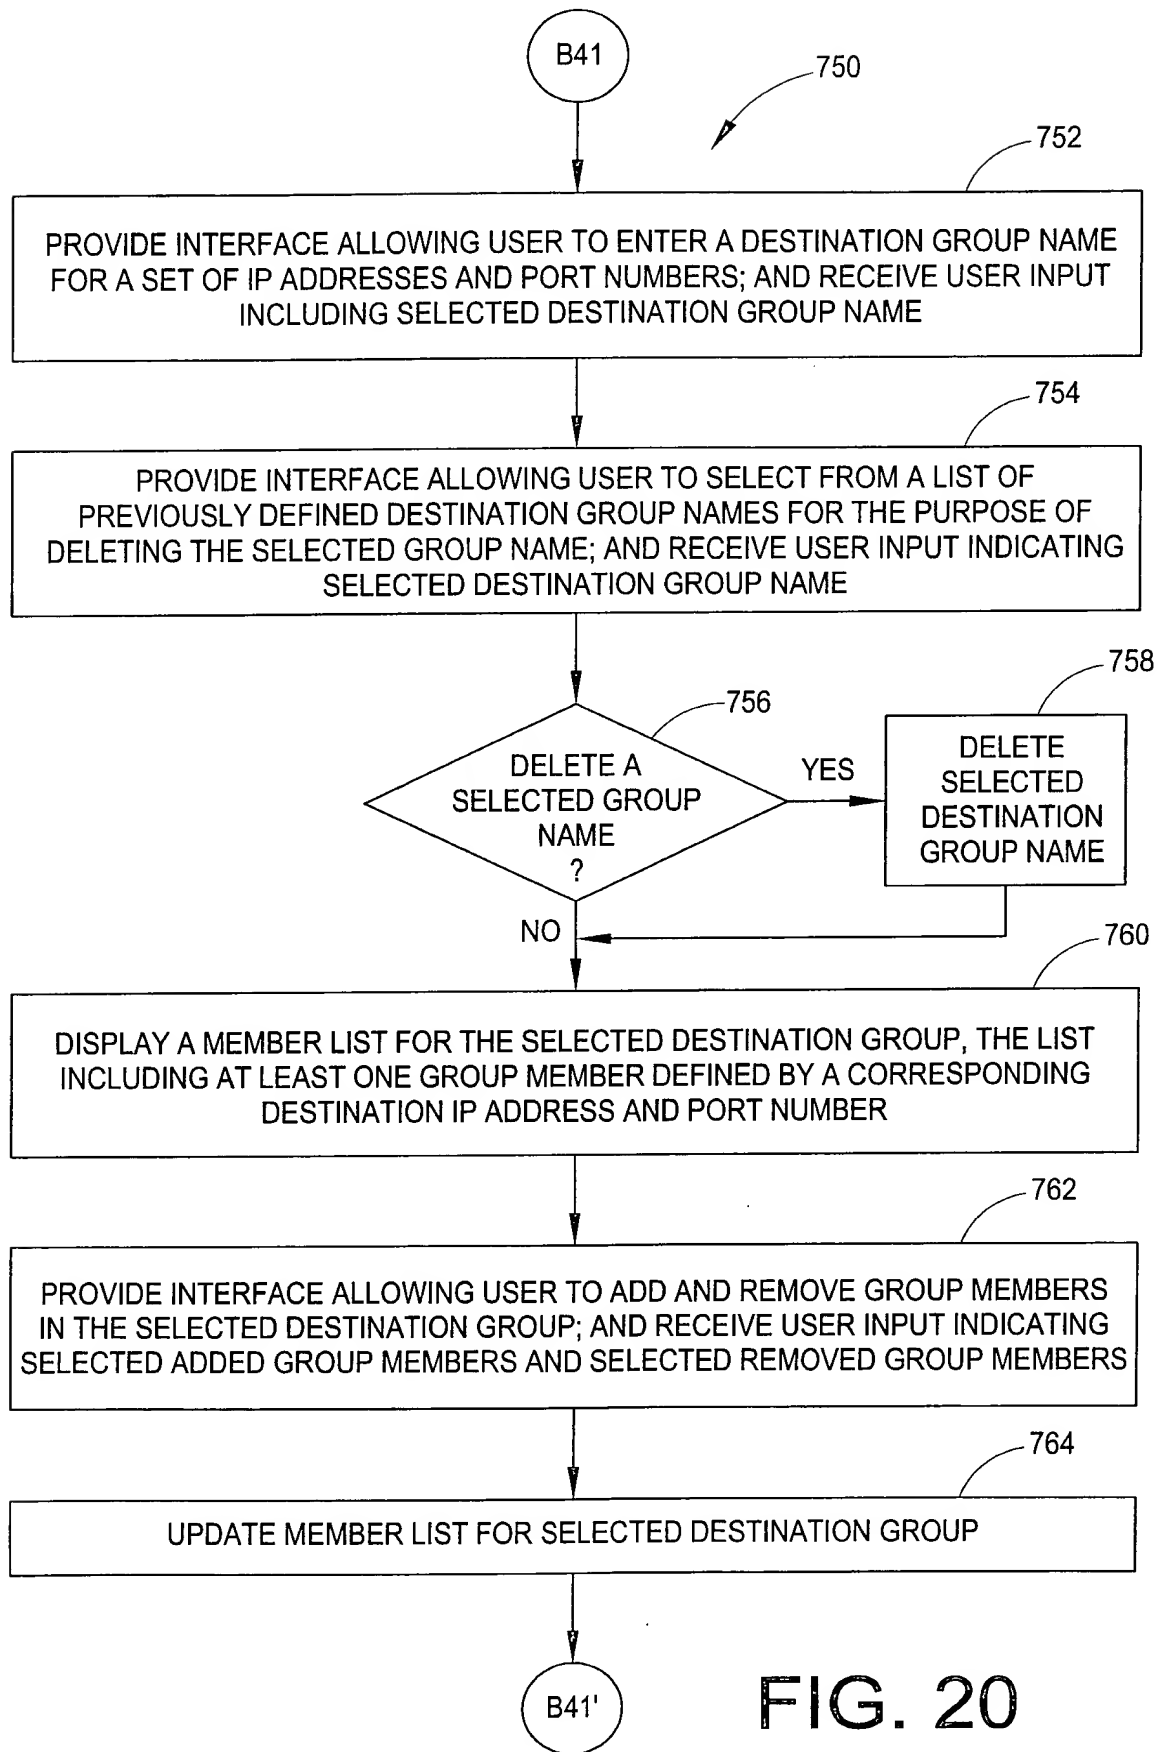 B41
750
752
PROVIDE INTERFACE ALLOWING USER TO ENTER A DESTINATION GROUP NAME
FOR A SET OF IP ADDRESSES AND PORT NUMBERS; AND RECEIVE USER INPUT
INCLUDING SELECTED DESTINATION GROUP NAME
754
PROVIDE INTERFACE ALLOWING USER TO SELECT FROM A LIST OF
PREVIOUSLY DEFINED DESTINATION GROUP NAMES FOR THE PURPOSE OF
DELETING THE SELECTED GROUP NAME; AND RECEIVE USER INPUT INDICATING
SELECTED DESTINATION GROUP NAME
756
DELETE A
SELECTED GROUP
NAME
?
YES
758
DELETE
SELECTED
DESTINATION
GROUP NAME
NO
760
DISPLAY A MEMBER LIST FOR THE SELECTED DESTINATION GROUP, THE LIST
INCLUDING AT LEAST ONE GROUP MEMBER DEFINED BY A CORRESPONDING
DESTINATION IP ADDRESS AND PORT NUMBER
762
PROVIDE INTERFACE ALLOWING USER TO ADD AND REMOVE GROUP MEMBERS
IN THE SELECTED DESTINATION GROUP; AND RECEIVE USER INPUT INDICATING
SELECTED ADDED GROUP MEMBERS AND SELECTED REMOVED GROUP MEMBERS
764
UPDATE MEMBER LIST FOR SELECTED DESTINATION GROUP
B41'
FIG. 20